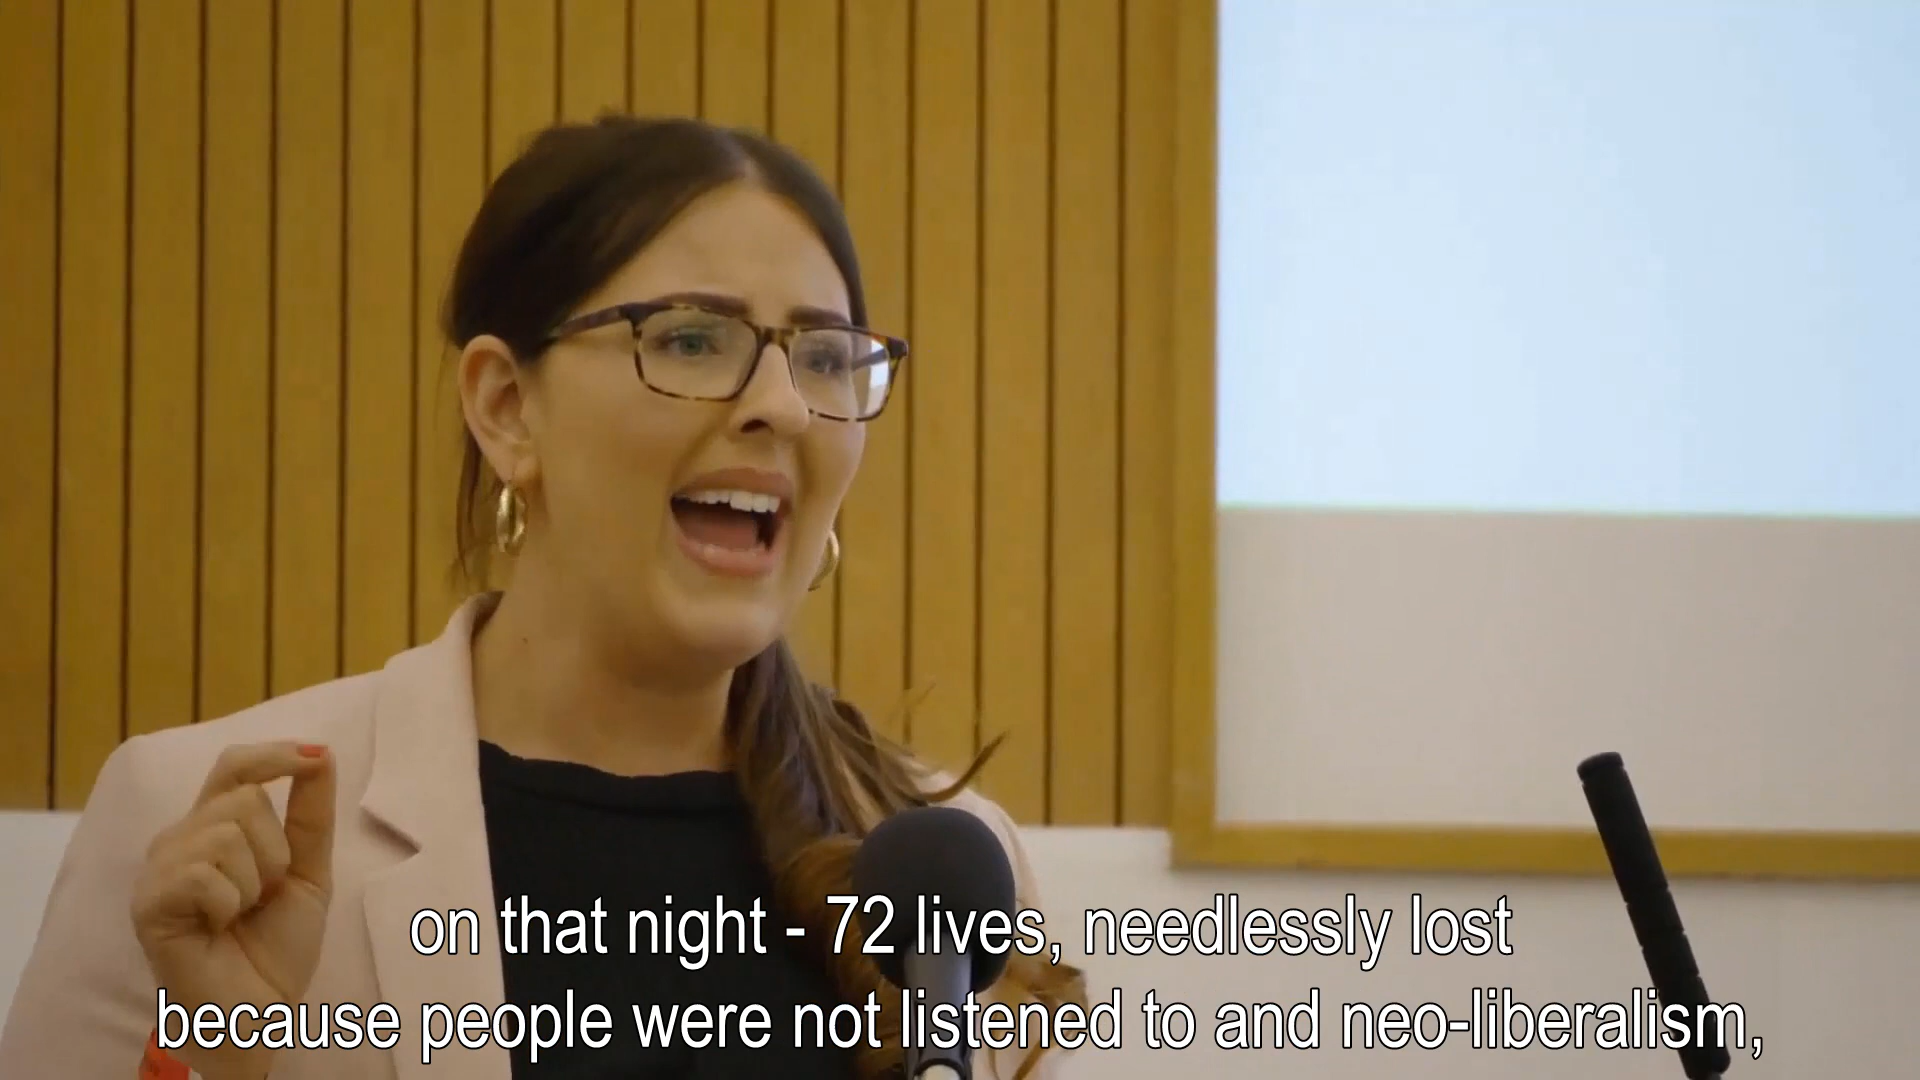 on that night - 72 lives, needlessly lost
because people were not listened to and neo-liberalism,